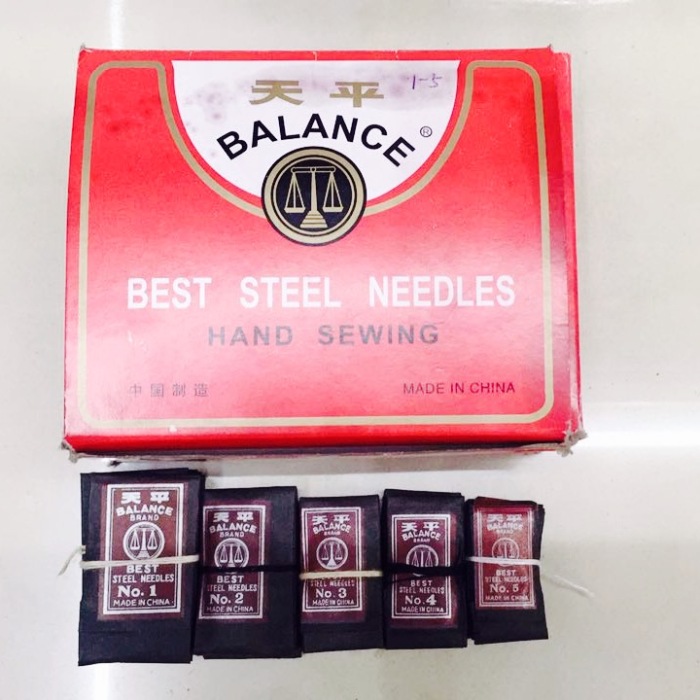 天平
1-5
BALANCE®
BEST STEEL NEEDLES
HAND SEWING
中国制造
MADE IN CHINA
天平
BALANCE
BRAND
BEST
STEEL NEEDLES
No. 1
MADE IN CHINA
天平
BALANCE
BRAND
BEST
STEEL NEEDLES
No. 2
MADE IN CHINA
天平
BALANCE
BRAND
STEEL NEEDLES
No. 3
MADE IN CHINA
天平
BALANCE
BRAND
BEST
STEEL NEEDLES
No. 4
MADE IN CHINA
天平
BALANCE
BRAND
BEST
STEEL NEEDLES
No. 5
MADE IN CHINA